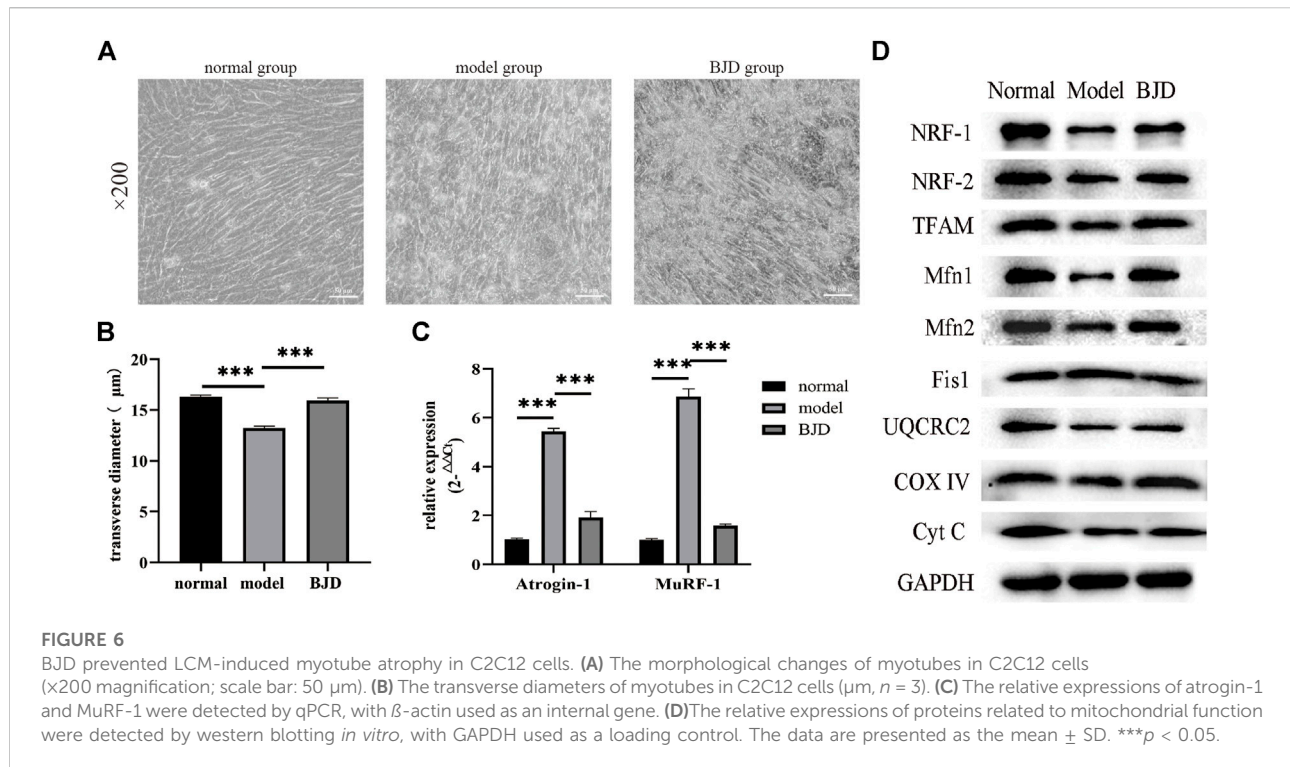 A
normal group
model group
BJD group
×200
50 μm
B
***
***
transverse diameter ( μm)
20
15
10
5
0
normal
model
BJD
C
***
***
***
***
relative expression
(2-△△Ct)
8
6
4
2
0
Atrogin-1
MuRF-1
normal
model
BJD
D
Normal Model BJD
NRF-1
NRF-2
TFAM
Mfn1
Mfn2
Fis1
UQCRC2
COX IV
Cyt C
GAPDH
FIGURE 6
BJD prevented LCM-induced myotube atrophy in C2C12 cells. (A) The morphological changes of myotubes in C2C12 cells
(×200 magnification; scale bar: 50 μm). (B) The transverse diameters of myotubes in C2C12 cells (μm, n = 3). (C) The relative expressions of atrogin-1
and MuRF-1 were detected by qPCR, with ß-actin used as an internal gene. (D)The relative expressions of proteins related to mitochondrial function
were detected by western blotting in vitro, with GAPDH used as a loading control. The data are presented as the mean ± SD. ***p < 0.05.